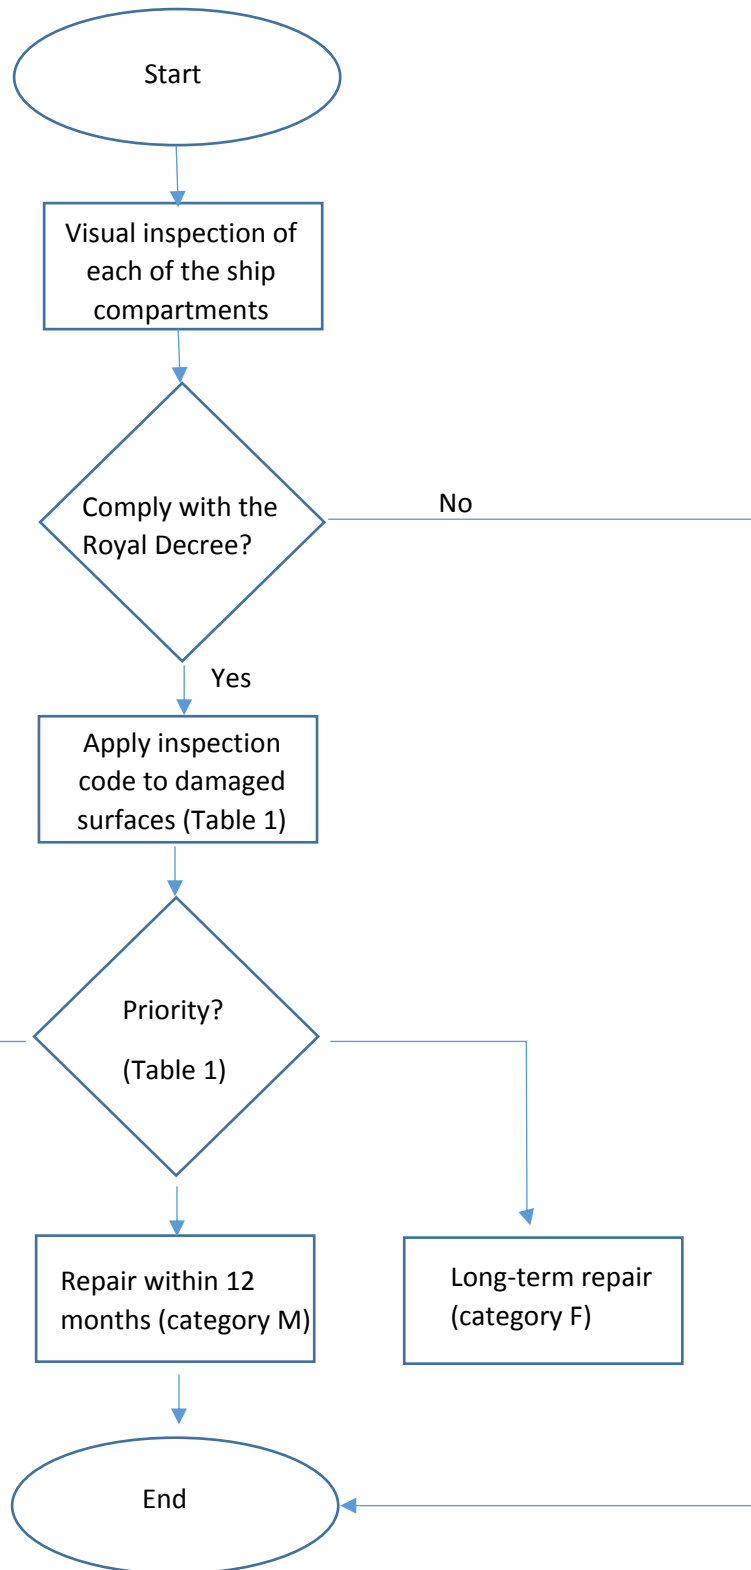 Start
Visual inspection of
each of the ship
compartments
Comply with the
Royal Decree?
No
Yes
Apply inspection
code to damaged
surfaces (Table 1)
Priority?
(Table 1)
Repair within 12
months (category M)
Long-term repair
(category F)
End